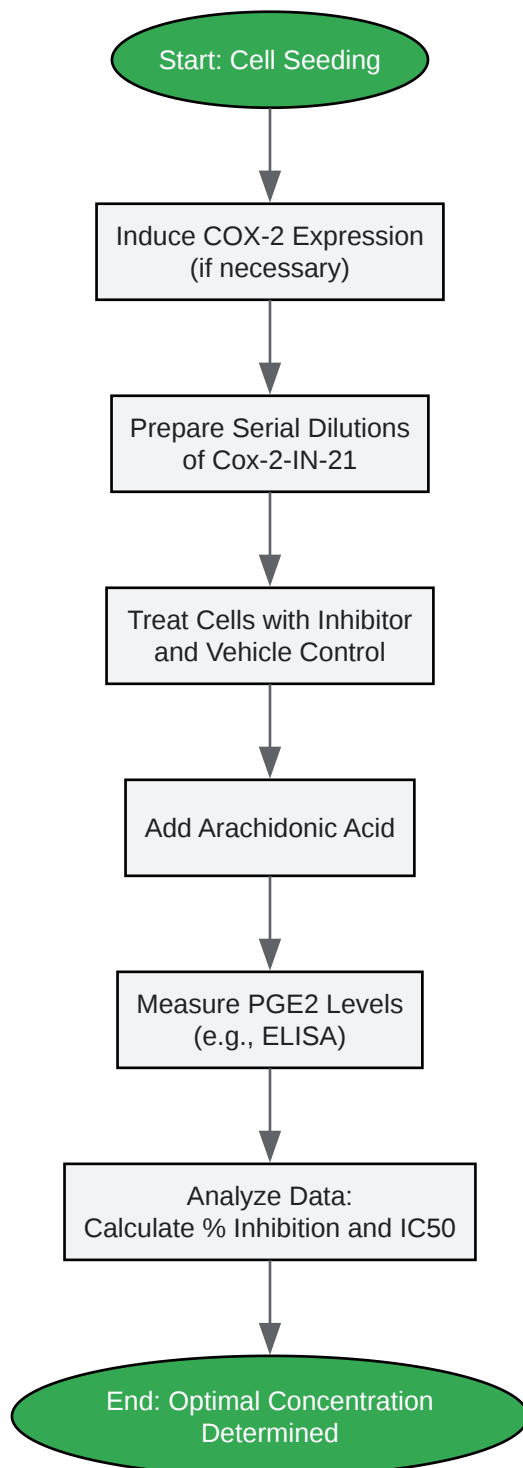 Start: Cell Seeding
Induce COX-2 Expression
(if necessary)
Prepare Serial Dilutions
of Cox-2-IN-21
Treat Cells with Inhibitor
and Vehicle Control
Add Arachidonic Acid
Measure PGE2 Levels
(e.g., ELISA)
Analyze Data:
Calculate % Inhibition and IC50
End: Optimal Concentration
Determined